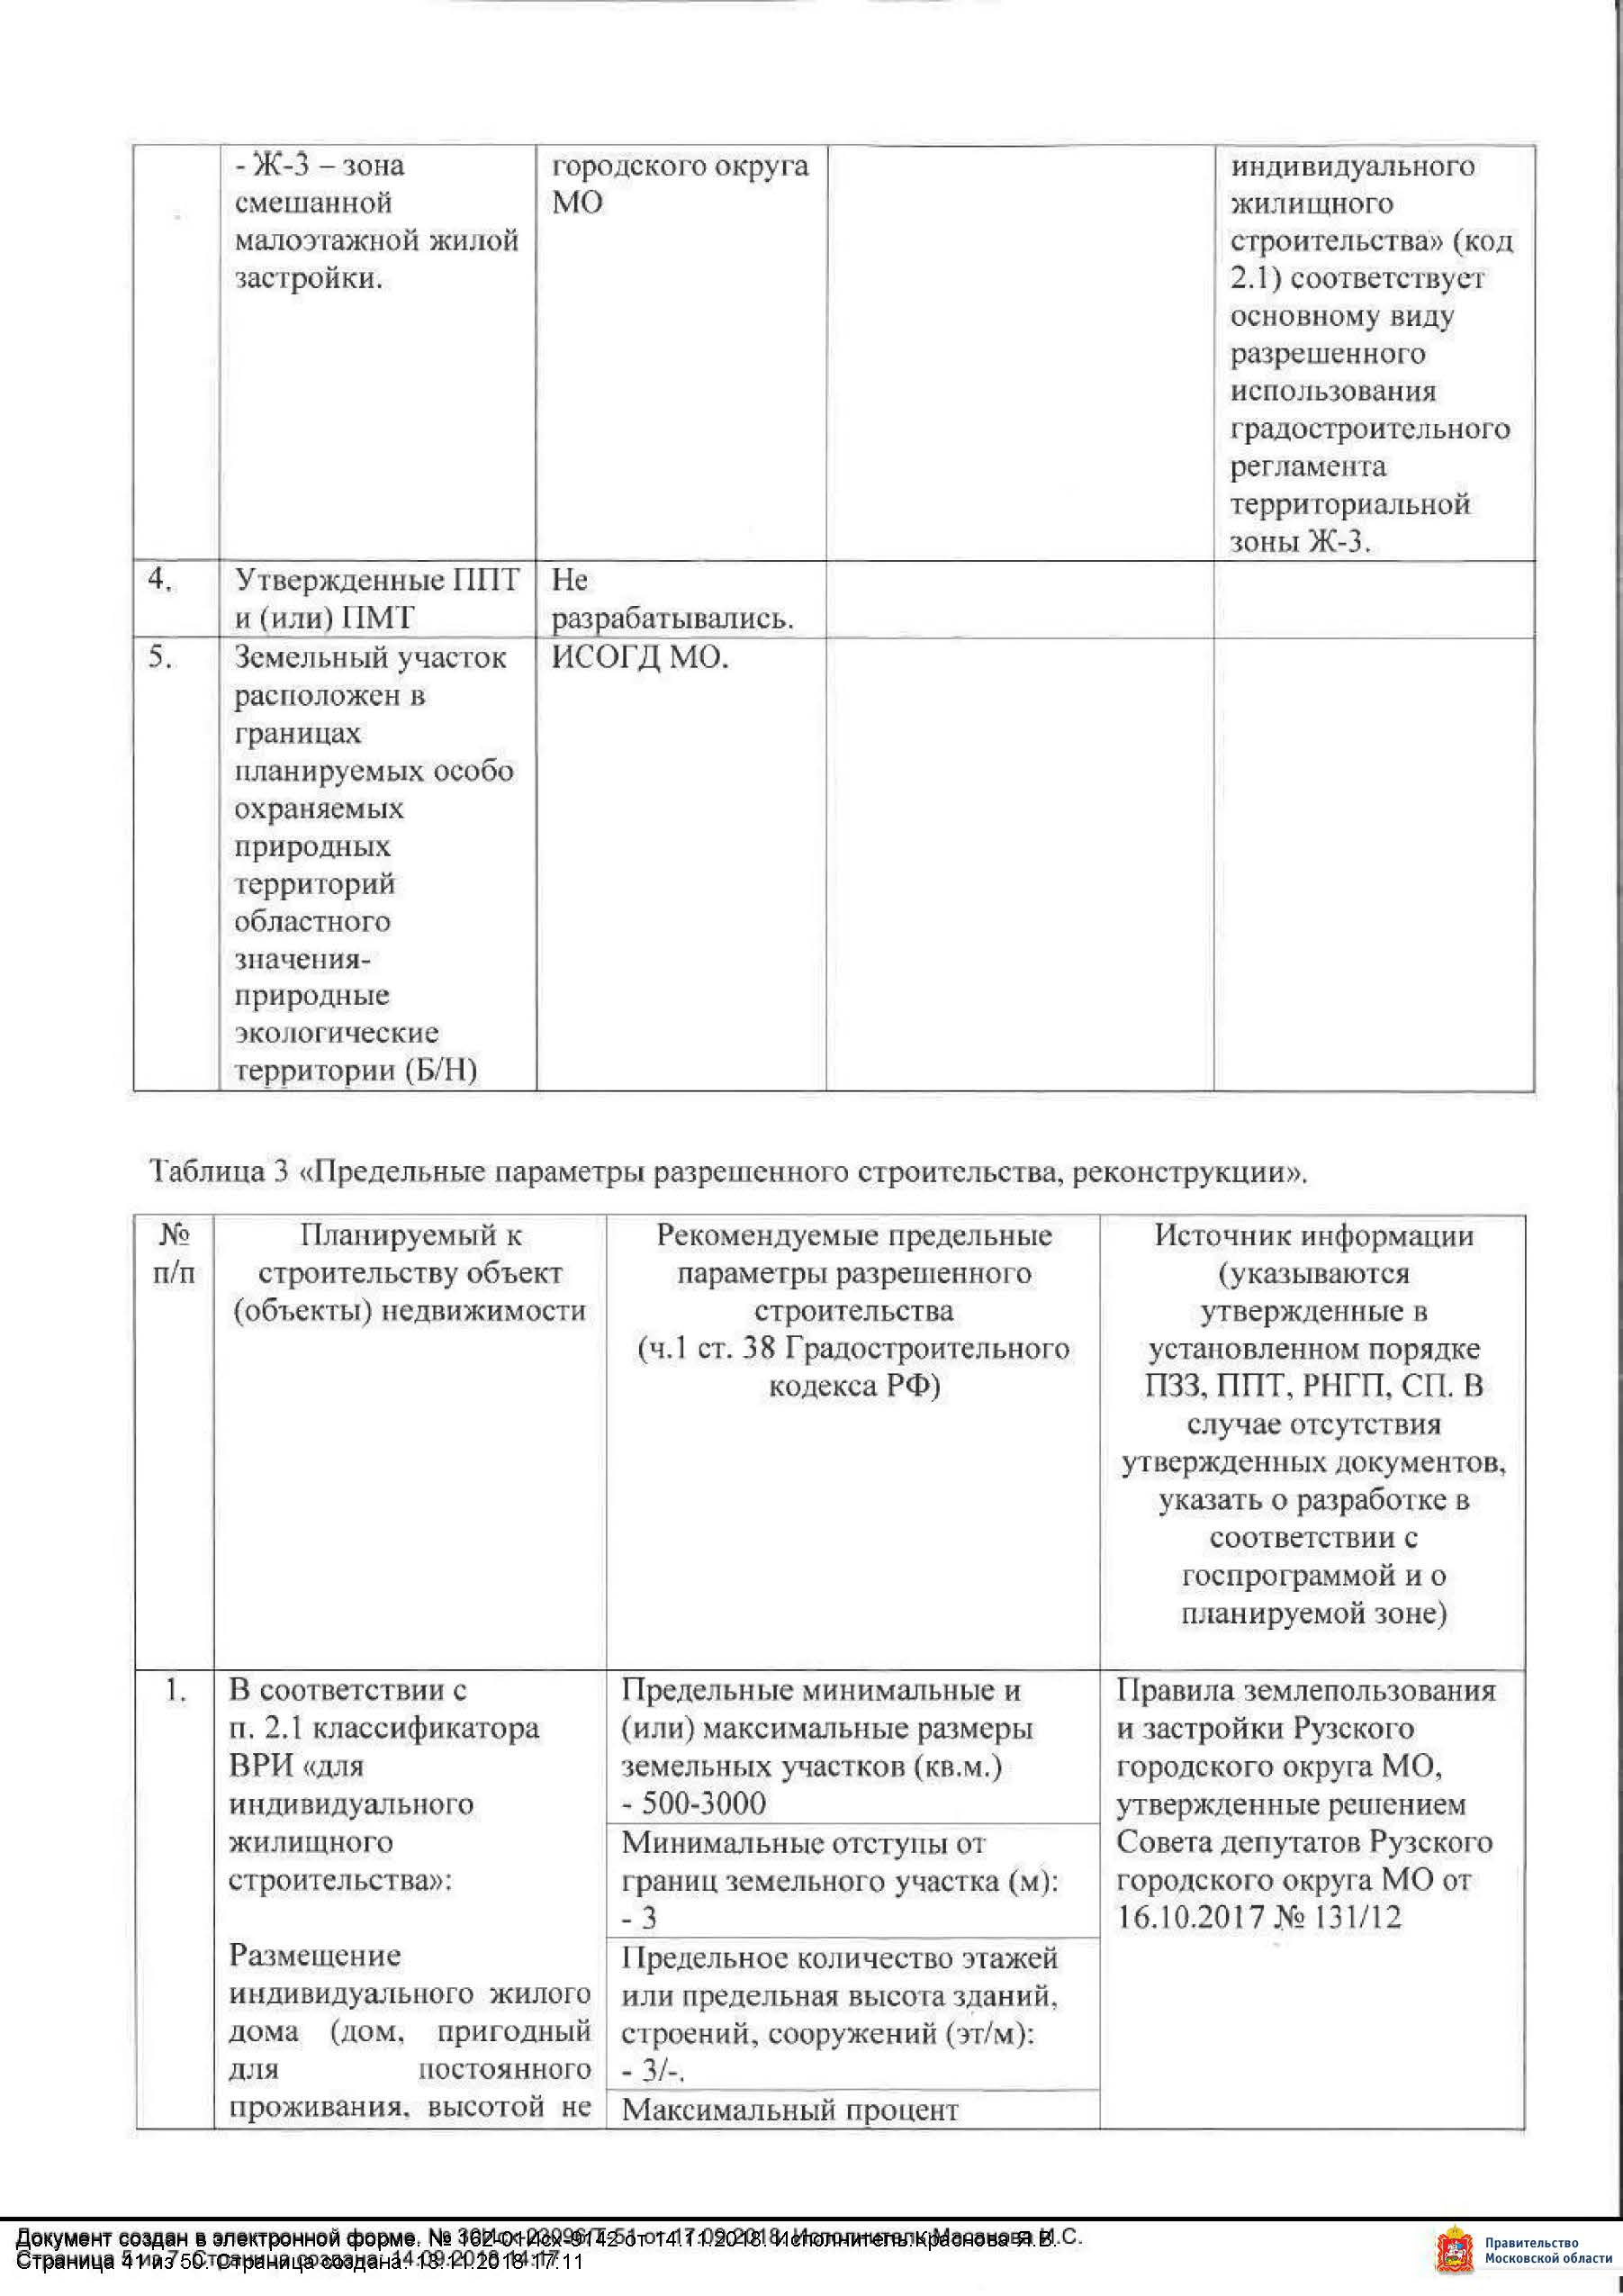 - Ж-3 – зона
смешанной
малоэтажной жилой
застройки.
городского округа
МО
индивидуального
жилищного
строительства» (код
2.1) соответствует
основному виду
разрешенного
использования
градостроительного
регламента
территориальной
зоны Ж-3.
4.
Утвержденные ППТ
и (или) ПМТ
Не
разрабатывались.
5.
Земельный участок
расположен в
границах
планируемых особо
охраняемых
природных
территорий
областного
значения-
природные
экологические
территории (Б/Н)
ИСОГД МО.
Таблица 3 «Предельные параметры разрешенного строительства, реконструкции».
№
п/п
Планируемый к
строительству объект
(объекты) недвижимости
Рекомендуемые предельные
параметры разрешенного
строительства
(ч.1 ст. 38 Градостроительного
кодекса РФ)
Источник информации
(указываются
утвержденные в
установленном порядке
ПЗЗ, ППТ, РНГП, СП. В
случае отсутствия
утвержденных документов,
указать о разработке в
соответствии с
госпрограммой и о
планируемой зоне)
1.
В соответствии с
п. 2.1 классификатора
ВРИ «для
индивидуального
жилищного
строительства»:
Размещение
индивидуального жилого
дома (дом, пригодный
для постоянного
проживания, высотой не
Предельные минимальные и
(или) максимальные размеры
земельных участков (кв.м.)
- 500-3000
Минимальные отступы от
границ земельного участка (м):
- 3
Предельное количество этажей
или предельная высота зданий,
строений, сооружений (эт/м):
- 3/-.
Максимальный процент
Правила землепользования
и застройки Рузского
городского округа МО,
утвержденные решением
Совета депутатов Рузского
городского округа МО от
16.10.2017 № 131/12
Документ создан в электронной форме. №
Страница
Правительство
Московской области